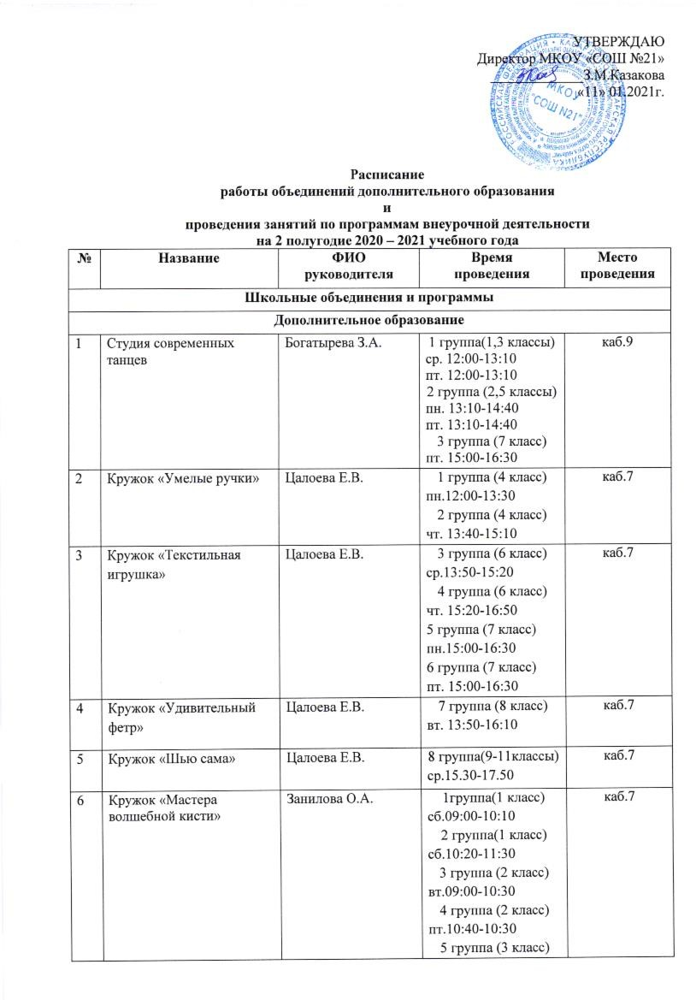 УТВЕРЖДАЮ
Директор МКОУ «СОШ №21»
З.М.Казакова
«11» 01.2021г.
МКОУ
"СОШ N21"
Расписание
работы объединений дополнительного образования
и
проведения занятий по программам внеурочной деятельности
на 2 полугодие 2020 – 2021 учебного года
№ Название ФИО руководителя Время проведения Место проведения
Школьные объединения и программы
Дополнительное образование
1 Студия современных танцев Богатырева З.А. 1 группа(1,3 классы) каб.9
ср. 12:00-13:10
пт. 12:00-13:10
2 группа (2,5 классы)
пн. 13:10-14:40
пт. 13:10-14:40
3 группа (7 класс)
пт. 15:00-16:30
2 Кружок «Умелые ручки» Цалоева Е.В. 1 группа (4 класс) каб.7
пн.12:00-13:30
2 группа (4 класс)
чт. 13:40-15:10
3 Кружок «Текстильная игрушка» Цалоева Е.В. 3 группа (6 класс) каб.7
ср.13:50-15:20
4 группа (6 класс)
чт. 15:20-16:50
5 группа (7 класс)
пн.15:00-16:30
6 группа (7 класс)
пт. 15:00-16:30
4 Кружок «Удивительный фетр» Цалоева Е.В. 7 группа (8 класс) каб.7
вт. 13:50-16:10
5 Кружок «Шью сама» Цалоева Е.В. 8 группа(9-11классы) каб.7
ср.15.30-17.50
6 Кружок «Мастера волшебной кисти» Занилова О.А. 1группа(1 класс) каб.7
сб.09:00-10:10
2 группа(1 класс)
сб.10:20-11:30
3 группа (2 класс)
вт.09:00-10:30
4 группа (2 класс)
пт.10:40-10:30
5 группа (3 класс)